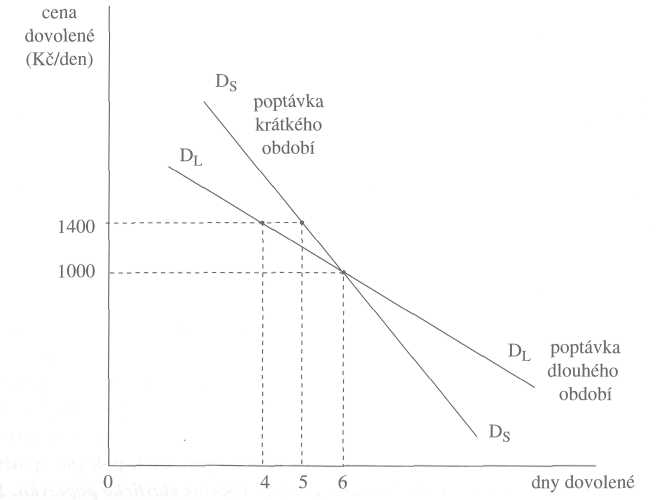 cena
dovolené
(Kč/den)
D_S
poptávka
krátkého
období
D_L
1400
1000
D_L
poptávka
dlouhého
období
D_S
0
4
5
6
dny dovolené